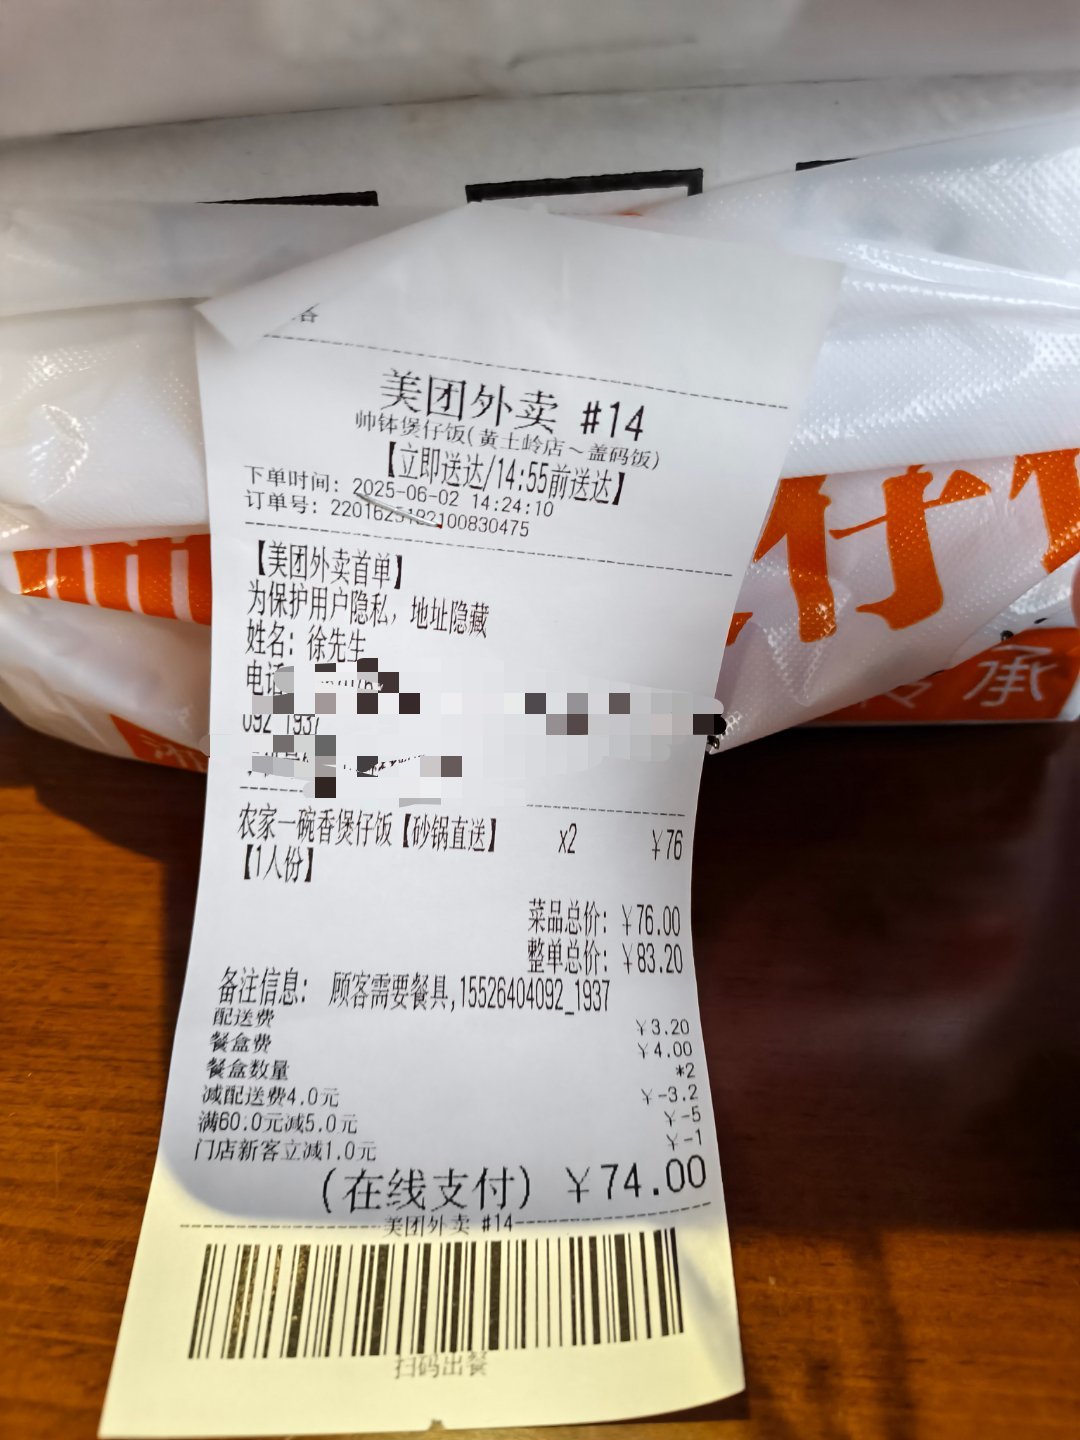 美团外卖 #14
帅钵煲仔饭(黄土岭店～盖码饭)
【立即送达/14:55前送达】
下单时间: 2025-06-02 14:24:10
订单号: 2100830475
【美团外卖首单】
为保护用户隐私，地址隐藏
姓名: 徐先生
电话
092_1937
农家一碗香煲仔饭【砂锅直送】 x2 ￥76
【1人份】
菜品总价: ￥76.00
整单总价: ￥83.20
备注信息: 顾客需要餐具,15526404092_1937
配送费 ￥3.20
餐盒费 ￥4.00
餐盒数量 *2
减配送费4.0元 ￥-3.2
满60.0元减5.0元 ￥-5
门店新客立减1.0元 ￥-1
(在线支付) ￥74.00
美团外卖 #14
扫码出餐
仔
承